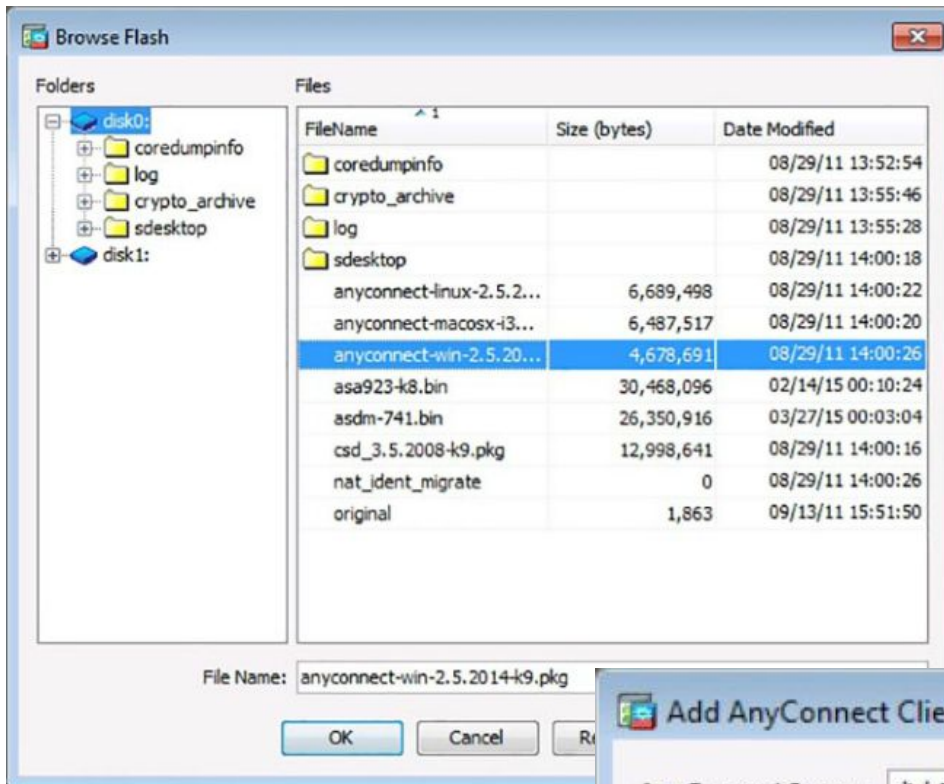 Browse Flash
Folders
Files
disk0:
coredumpinfo
log
crypto_archive
sdesktop
disk1:
1
FileName Size (bytes) Date Modified
coredumpinfo 08/29/11 13:52:54
crypto_archive 08/29/11 13:55:46
log 08/29/11 13:55:28
sdesktop 08/29/11 14:00:18
anyconnect-linux-2.5.2... 6,689,498 08/29/11 14:00:22
anyconnect-macosx-i3... 6,487,517 08/29/11 14:00:20
anyconnect-win-2.5.20... 4,678,691 08/29/11 14:00:26
asa923-k8.bin 30,468,096 02/14/15 00:10:24
asdm-741.bin 26,350,916 03/27/15 00:03:04
csd_3.5.2008-k9.pkg 12,998,641 08/29/11 14:00:16
nat_ident_migrate 0 08/29/11 14:00:26
original 1,863 09/13/11 15:51:50
File Name: anyconnect-win-2.5.2014-k9.pkg
OK Cancel
Add AnyConnect